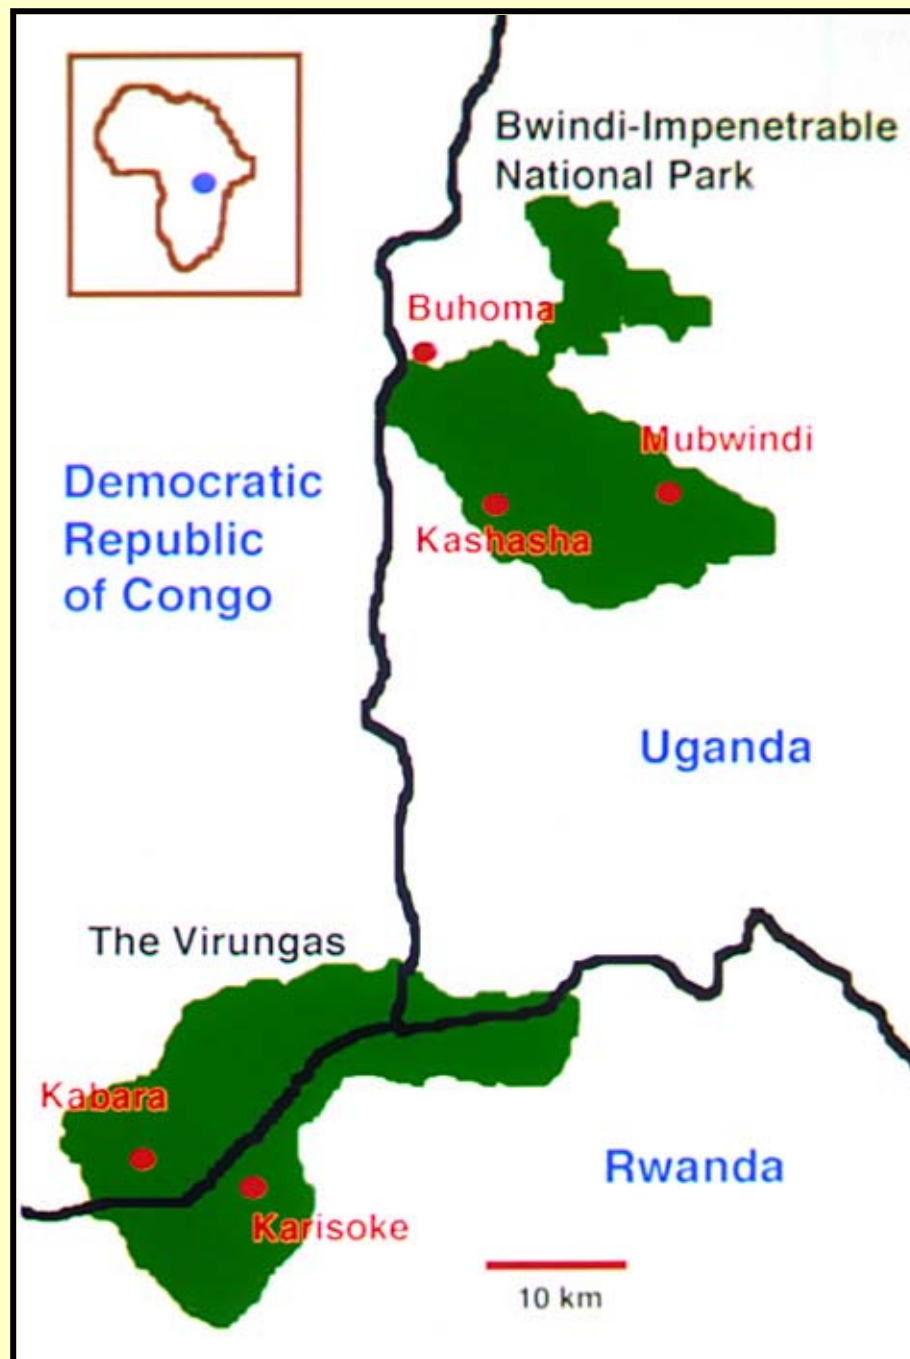 Bwindi-Impenetrable
National Park
Buhoma
Mubwindi
Democratic
Republic
of Congo
Kashasha
Uganda
The Virungas
Kabara
Rwanda
Karisoke
10 km